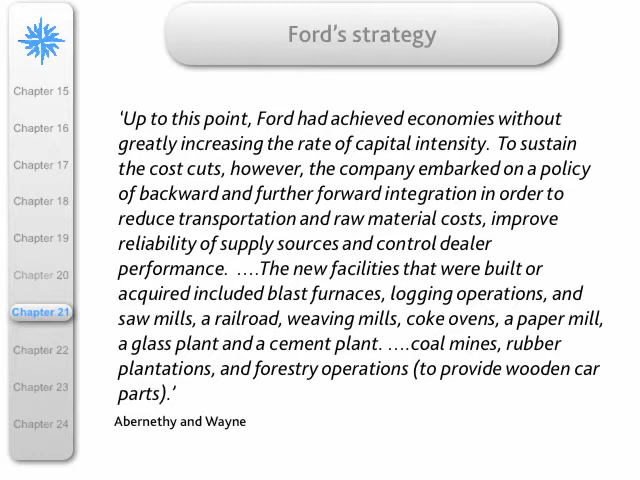 Ford's strategy
Chapter 15
Chapter 16
Chapter 17
Chapter 18
Chapter 19
Chapter 20
Chapter 21
Chapter 22
Chapter 23
Chapter 24
‘Up to this point, Ford had achieved economies without
greatly increasing the rate of capital intensity. To sustain
the cost cuts, however, the company embarked on a policy
of backward and further forward integration in order to
reduce transportation and raw material costs, improve
reliability of supply sources and control dealer
performance. ….The new facilities that were built or
acquired included blast furnaces, logging operations, and
saw mills, a railroad, weaving mills, coke ovens, a paper mill,
a glass plant and a cement plant. ….coal mines, rubber
plantations, and forestry operations (to provide wooden car
parts).’
Abernethy and Wayne